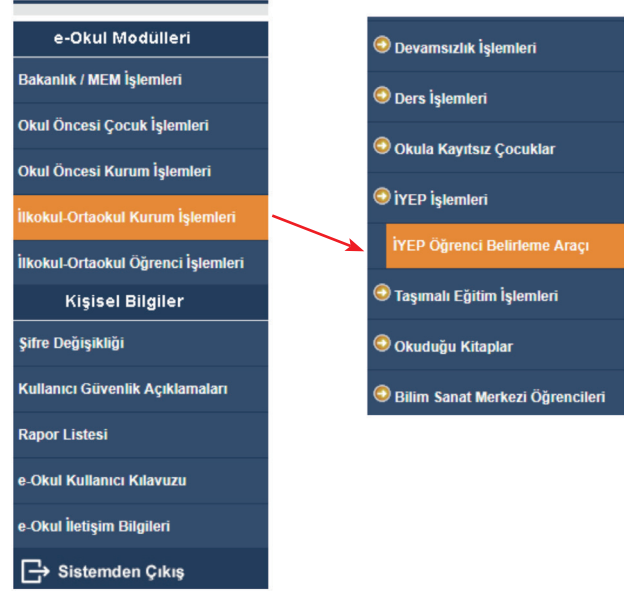 e-Okul Modülleri
Bakanlık / MEM İşlemleri
Okul Öncesi Çocuk İşlemleri
Okul Öncesi Kurum İşlemleri
İlkokul-Ortaokul Kurum İşlemleri
İlkokul-Ortaokul Öğrenci İşlemleri
Kişisel Bilgiler
Şifre Değişikliği
Kullanıcı Güvenlik Açıklamaları
Rapor Listesi
e-Okul Kullanıcı Kılavuzu
e-Okul İletişim Bilgileri
Sistemden Çıkış
Devamsızlık İşlemleri
Ders İşlemleri
Okula Kayıtsız Çocuklar
İYEP İşlemleri
İYEP Öğrenci Belirleme Aracı
Taşımalı Eğitim İşlemleri
Okuduğu Kitaplar
Bilim Sanat Merkezi Öğrencileri